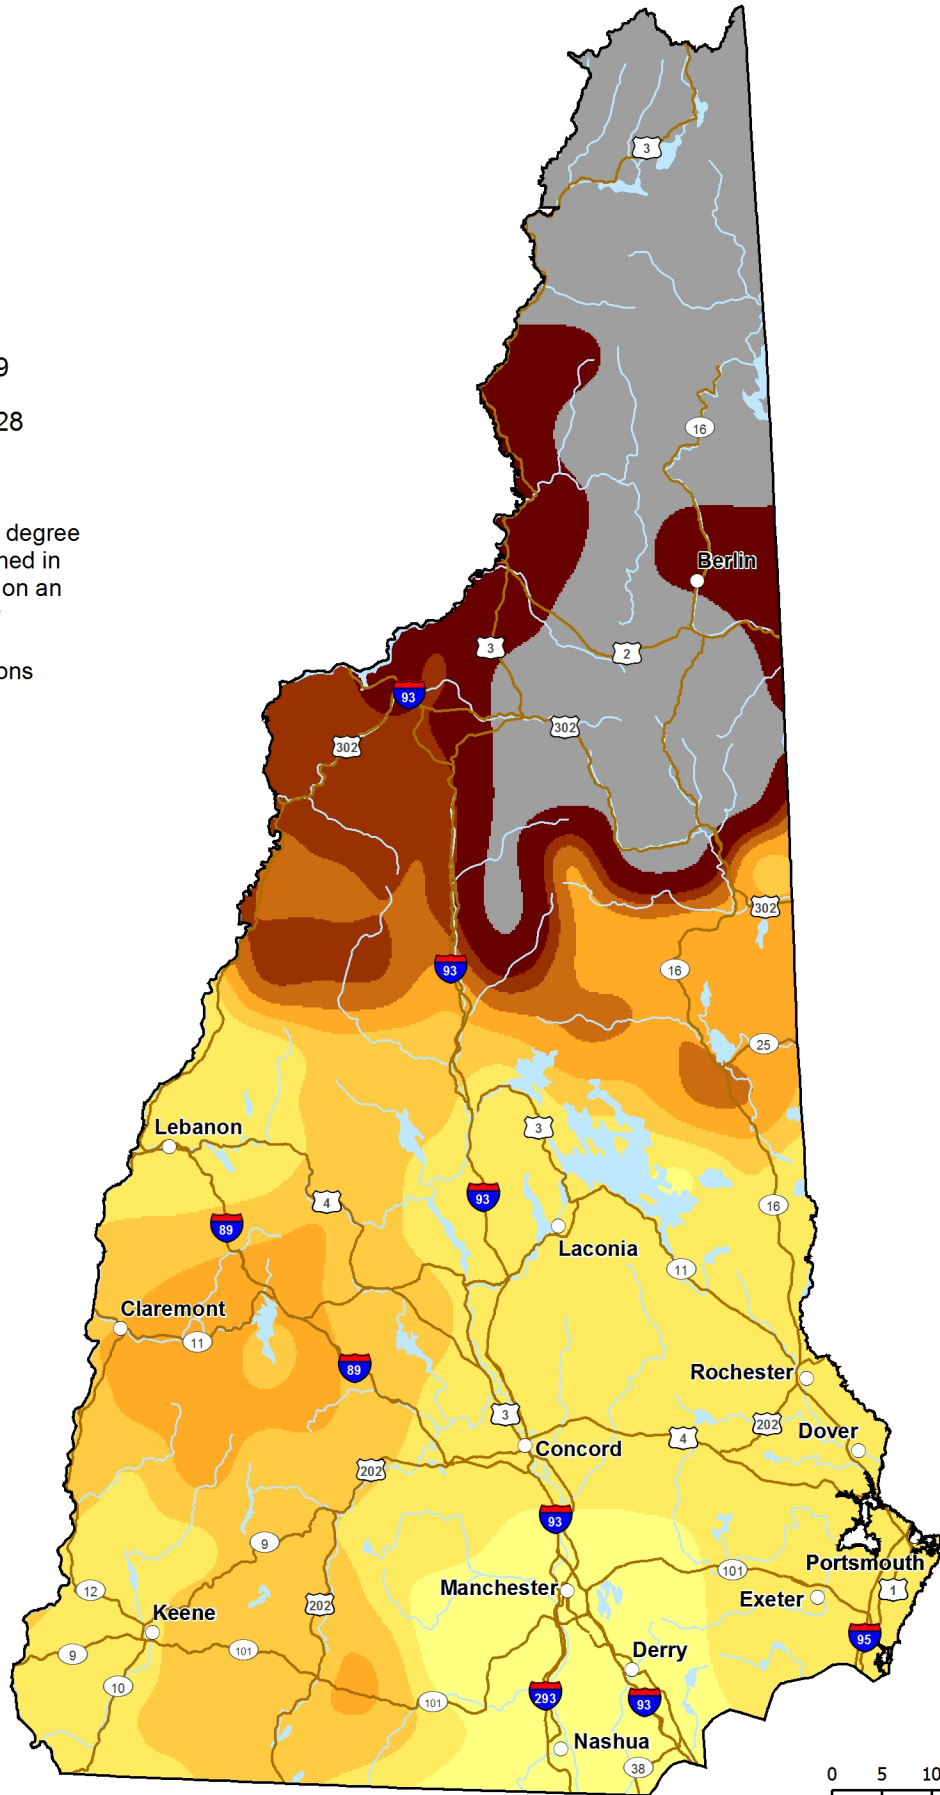 3
9
28
16
degree
ned in
on an
Berlin
3
2
ons
93
302
302
302
93
16
25
Lebanon
3
93
4
16
89
Laconia
11
Claremont
11
89
Rochester
3
202
Dover
4
Concord
202
93
9
Portsmouth
101
12
Manchester
1
Exeter
202
Keene
95
101
9
Derry
10
293
93
101
Nashua
38
0 5 10